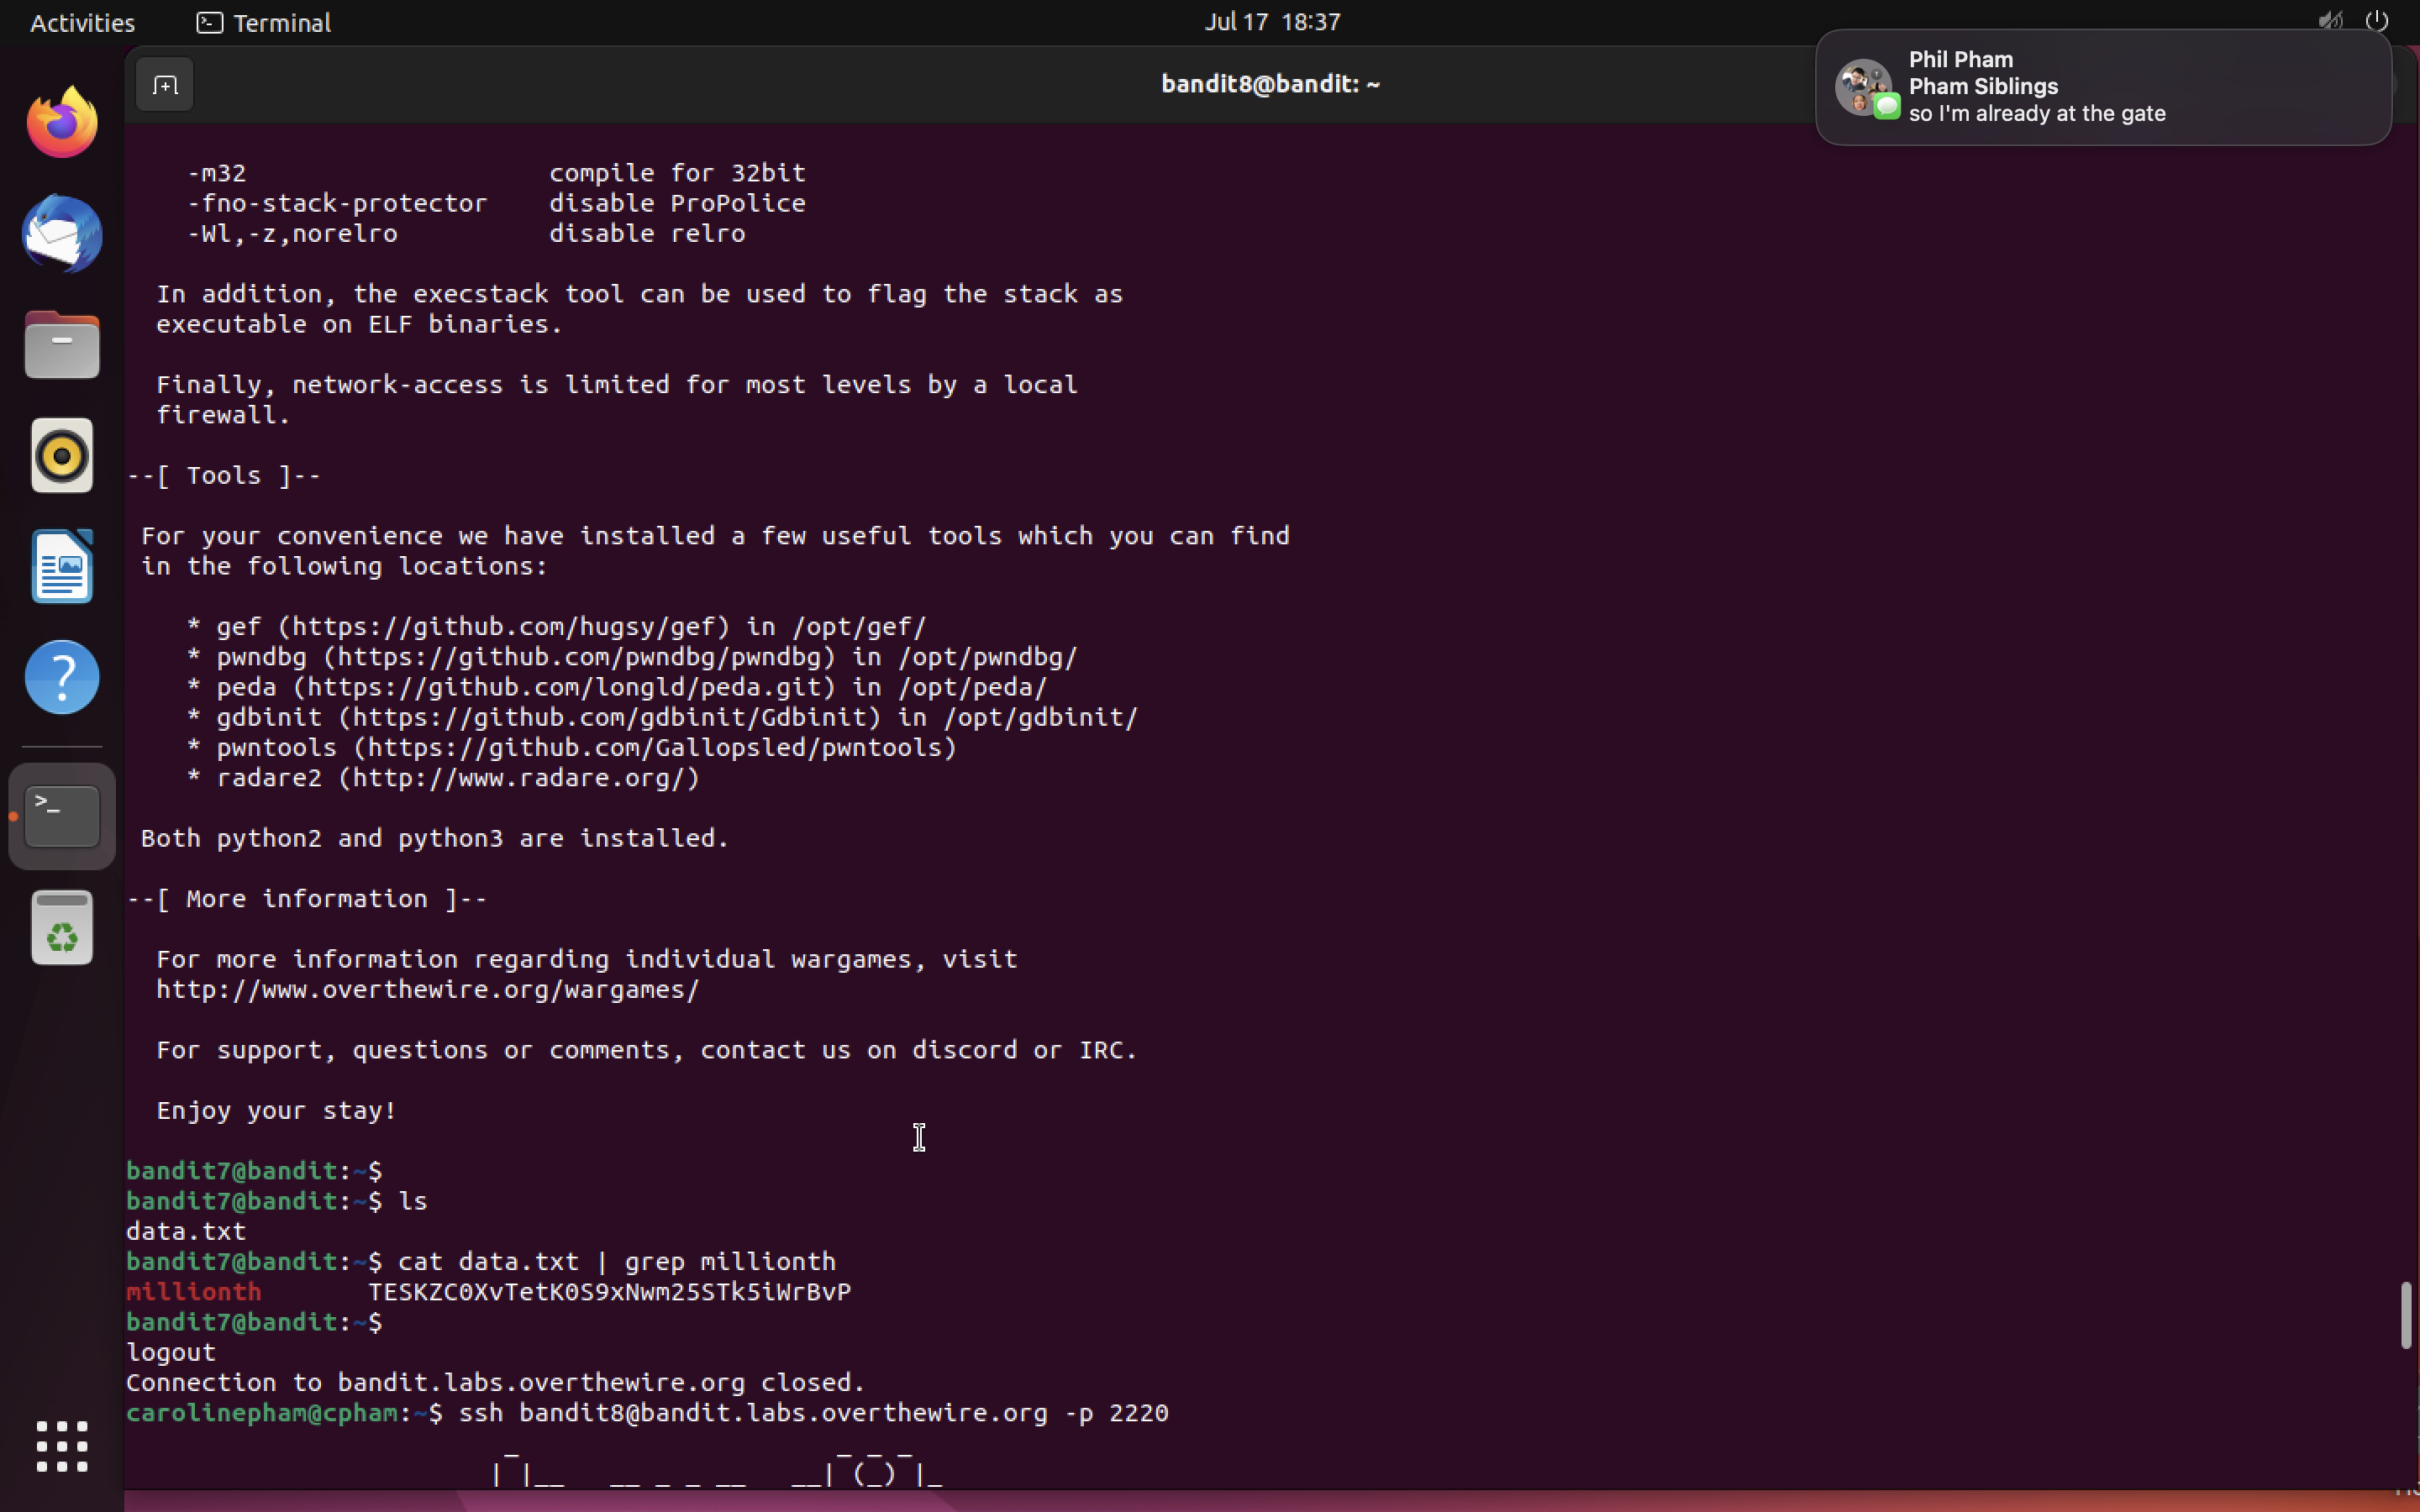 Activities
Terminal
Jul 17 18:37
bandit8@bandit: ~
Phil Pham
Pham Siblings
so I'm already at the gate
-m32 compile for 32bit
-fno-stack-protector disable ProPolice
-Wl,-z,norelro disable relro
In addition, the execstack tool can be used to flag the stack as
executable on ELF binaries.
Finally, network-access is limited for most levels by a local
firewall.
--[ Tools ]--
For your convenience we have installed a few useful tools which you can find
in the following locations:
* gef (https://github.com/hugsy/gef) in /opt/gef/
* pwndbg (https://github.com/pwndbg/pwndbg) in /opt/pwndbg/
* peda (https://github.com/longld/peda.git) in /opt/peda/
* gdbinit (https://github.com/gdbinit/Gdbinit) in /opt/gdbinit/
* pwntools (https://github.com/Gallopsled/pwntools)
* radare2 (http://www.radare.org/)
Both python2 and python3 are installed.
--[ More information ]--
For more information regarding individual wargames, visit
http://www.overthewire.org/wargames/
For support, questions or comments, contact us on discord or IRC.
Enjoy your stay!
bandit7@bandit:~$
bandit7@bandit:~$ ls
data.txt
bandit7@bandit:~$ cat data.txt | grep millionth
millionth TESKZC0XvTetK0S9xNwm25STk5iWrBvP
bandit7@bandit:~$
logout
Connection to bandit.labs.overthewire.org closed.
carolinepham@cpham:~$ ssh bandit8@bandit.labs.overthewire.org -p 2220